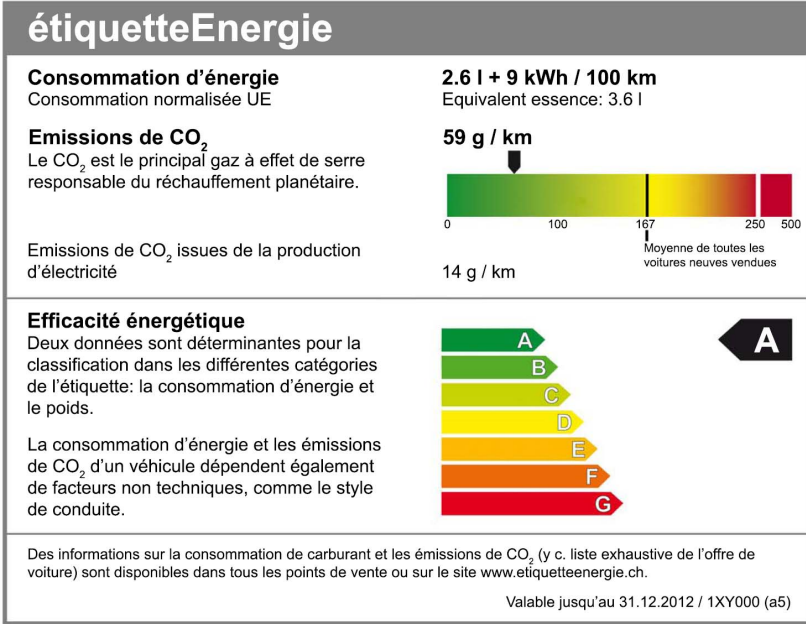 étiquetteEnergie
Consommation d'énergie
2.6 l + 9 kWh / 100 km
Consommation normalisée UE
Equivalent essence: 3.6 l
Emissions de CO₂
59 g / km
Le CO₂ est le principal gaz à effet de serre
responsable du réchauffement planétaire.
0 100 167 250 500
Moyenne de toutes les
voitures neuves vendues
Emissions de CO₂ issues de la production
d'électricité
14 g / km
Efficacité énergétique
Deux données sont déterminantes pour la
classification dans les différentes catégories
de l'étiquette: la consommation d'énergie et
le poids.
La consommation d'énergie et les émissions
de CO₂ d'un véhicule dépendent également
de facteurs non techniques, comme le style
de conduite.
A
B
C
D
E
F
G
A
Des informations sur la consommation de carburant et les émissions de CO₂ (y c. liste exhaustive de l'offre de
voiture) sont disponibles dans tous les points de vente ou sur le site www.etiquetteenergie.ch.
Valable jusqu'au 31.12.2012 / 1XY000 (a5)